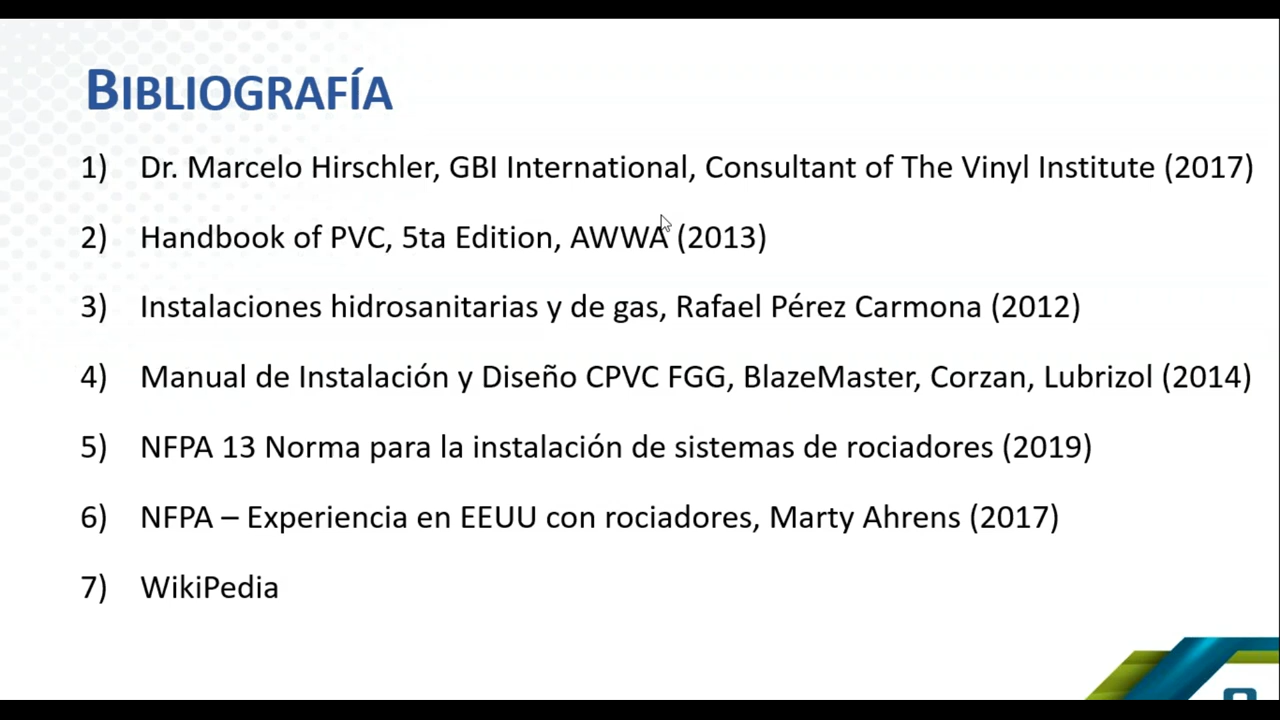 BIBLIOGRAFÍA
1) Dr. Marcelo Hirschler, GBI International, Consultant of The Vinyl Institute (2017)
2) Handbook of PVC, 5ta Edition, AWWA (2013)
3) Instalaciones hidrosanitarias y de gas, Rafael Pérez Carmona (2012)
4) Manual de Instalación y Diseño CPVC FGG, BlazeMaster, Corzan, Lubrizol (2014)
5) NFPA 13 Norma para la instalación de sistemas de rociadores (2019)
6) NFPA – Experiencia en EEUU con rociadores, Marty Ahrens (2017)
7) WikiPedia